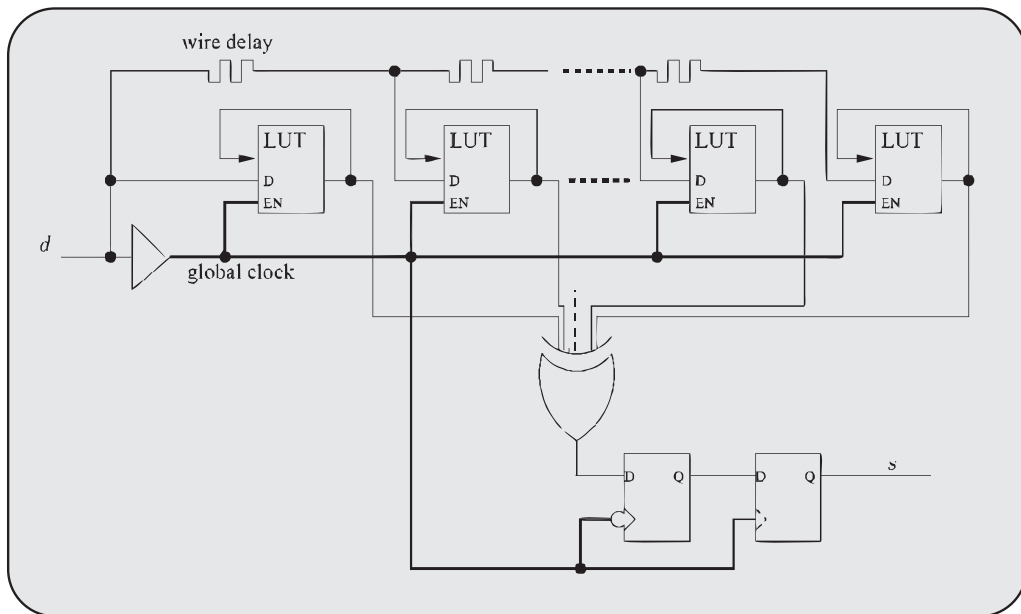 wire delay
LUT LUT LUT LUT
D D D D
EN EN EN EN
d
global clock
D Q D Q s